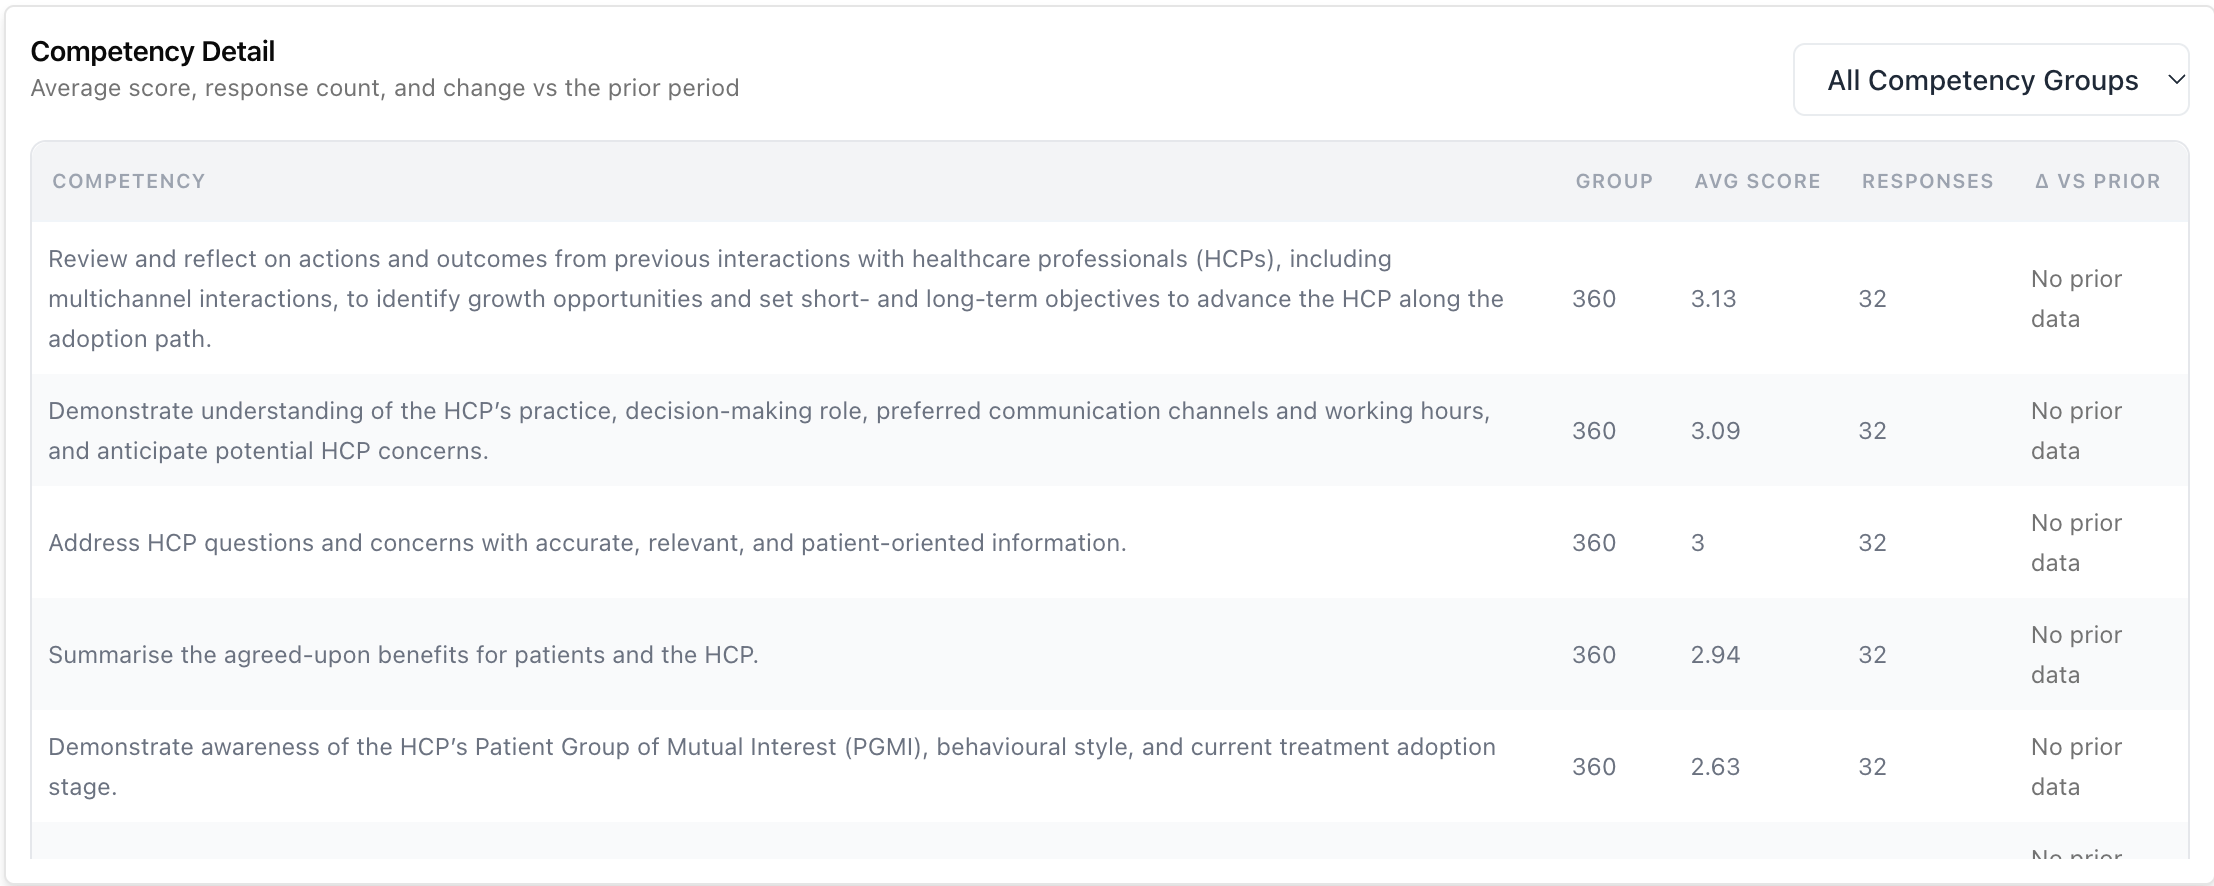 Competency Detail
Average score, response count, and change vs the prior period
All Competency Groups
COMPETENCY GROUP AVG SCORE RESPONSES Δ VS PRIOR
Review and reflect on actions and outcomes from previous interactions with healthcare professionals (HCPs), including
multichannel interactions, to identify growth opportunities and set short- and long-term objectives to advance the HCP along the
adoption path.
360 3.13 32 No prior
data
Demonstrate understanding of the HCP’s practice, decision-making role, preferred communication channels and working hours,
and anticipate potential HCP concerns.
360 3.09 32 No prior
data
Address HCP questions and concerns with accurate, relevant, and patient-oriented information.
360 3 32 No prior
data
Summarise the agreed-upon benefits for patients and the HCP.
360 2.94 32 No prior
data
Demonstrate awareness of the HCP’s Patient Group of Mutual Interest (PGMI), behavioural style, and current treatment adoption
stage.
360 2.63 32 No prior
data
No prior